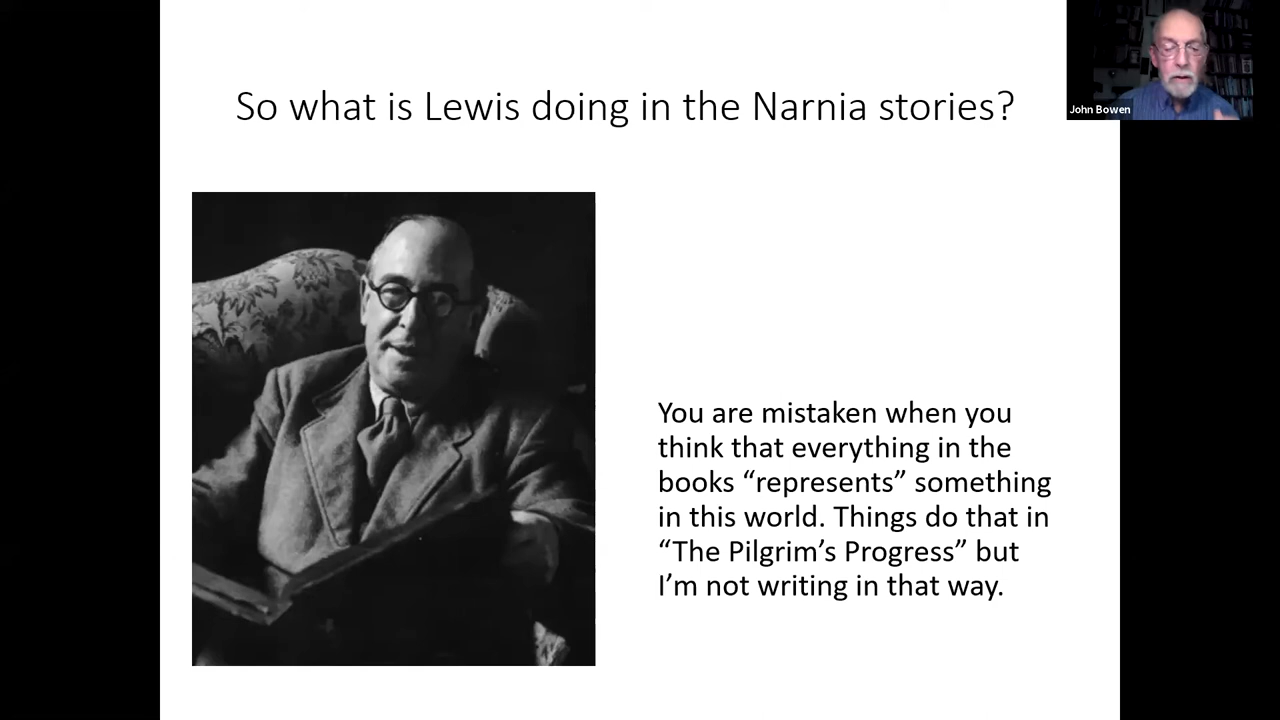 So what is Lewis doing in the Narnia stories?
John Bowen
You are mistaken when you
think that everything in the
books “represents” something
in this world. Things do that in
“The Pilgrim’s Progress” but
I’m not writing in that way.